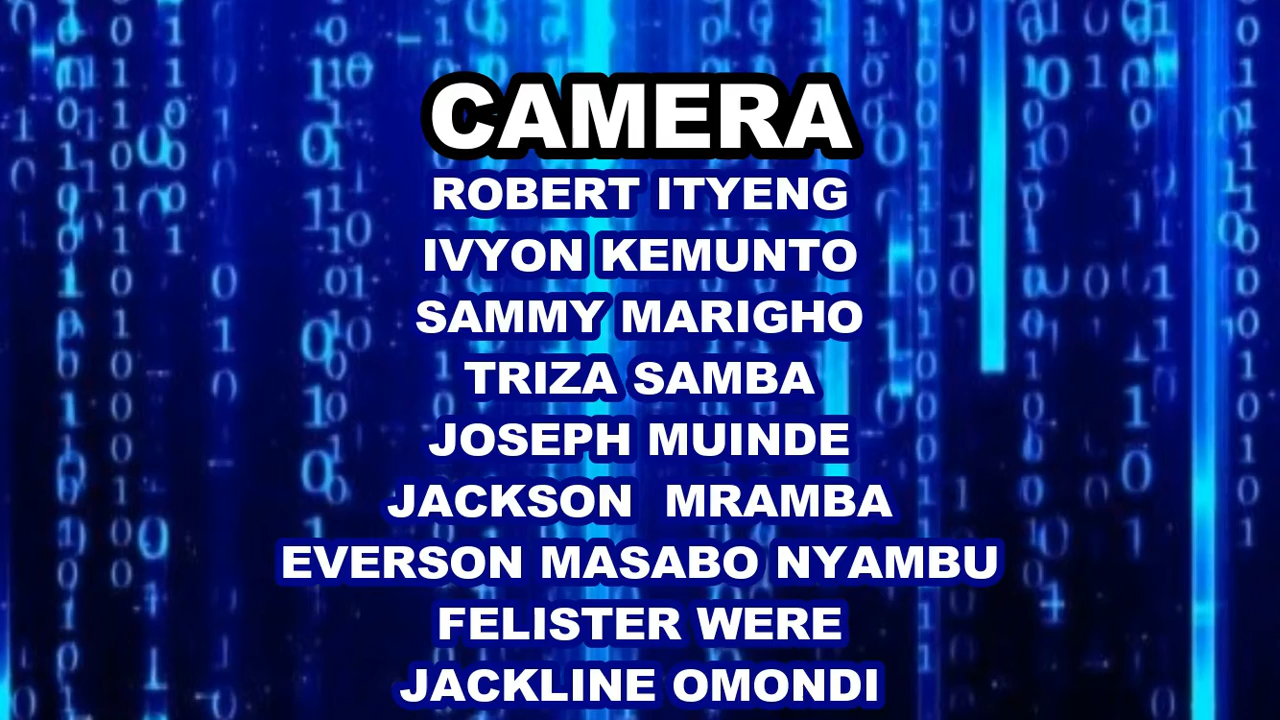 CAMERA
ROBERT ITYENG
IVYON KEMUNTO
SAMMY MARIGHO
TRIZA SAMBA
JOSEPH MUINDE
JACKSON  MRAMBA
EVERSON MASABO NYAMBU
FELISTER WERE
JACKLINE OMONDI